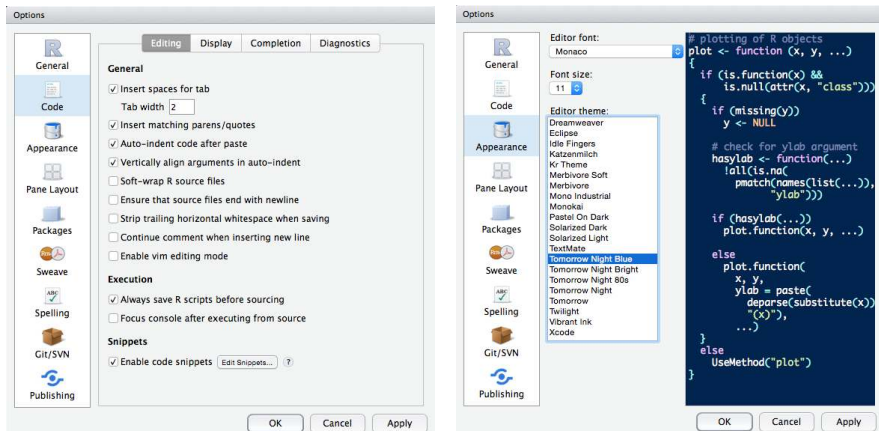 Options
General
Code
Appearance
Pane Layout
Packages
Sweave
ABC
Spelling
Git/SVN
Publishing
Editing Display Completion Diagnostics
General
Insert spaces for tab
Tab width 2
Insert matching parens/quotes
Auto-indent code after paste
Vertically align arguments in auto-indent
Soft-wrap R source files
Ensure that source files end with newline
Strip trailing horizontal whitespace when saving
Continue comment when inserting new line
Enable vim editing mode
Execution
Always save R scripts before sourcing
Focus console after executing from source
Snippets
Enable code snippets Edit Snippets... ?
OK Cancel Apply
Options
General
Code
Appearance
Pane Layout
Packages
Sweave
ABC
Spelling
Git/SVN
Publishing
Editor font:
Monaco
Font size:
11
Editor theme:
Dreamweaver
Eclipse
Idle Fingers
Katzenmilch
Kr Theme
Merbivore Soft
Merbivore
Mono Industrial
Monokai
Pastel On Dark
Solarized Dark
Solarized Light
TextMate
Tomorrow Night Blue
Tomorrow Night Bright
Tomorrow Night 80s
Tomorrow Night
Tomorrow
Twilight
Vibrant Ink
Xcode
# plotting of R objects
plot <- function (x, y, ...)
{
  if (is.function(x) &&
      is.null(attr(x, "class")))
  {
    if (missing(y))
      y <- NULL

    # check for ylab argument
    hasylab <- function(...)
      !all(is.na(
        pmatch(names(list(...)),
            "ylab")))

    if (hasylab(...))
      plot.function(x, y, ...)

    else
      plot.function(
        x, y,
        ylab = paste(
          deparse(substitute(x))
          "(x)"),
        ...)
  }
  else
    UseMethod("plot")
}
OK Cancel Apply